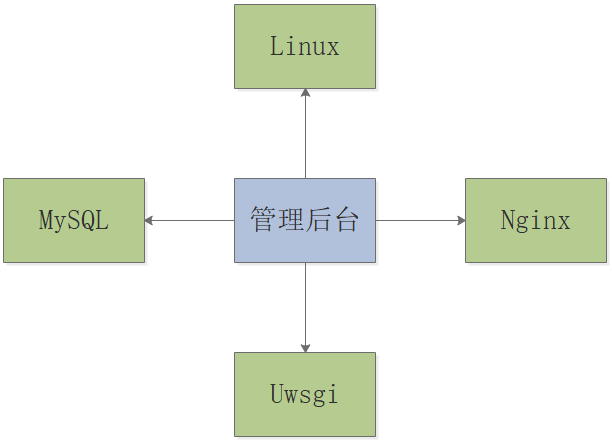 Linux
MySQL
管理后台
Nginx
Uwsgi